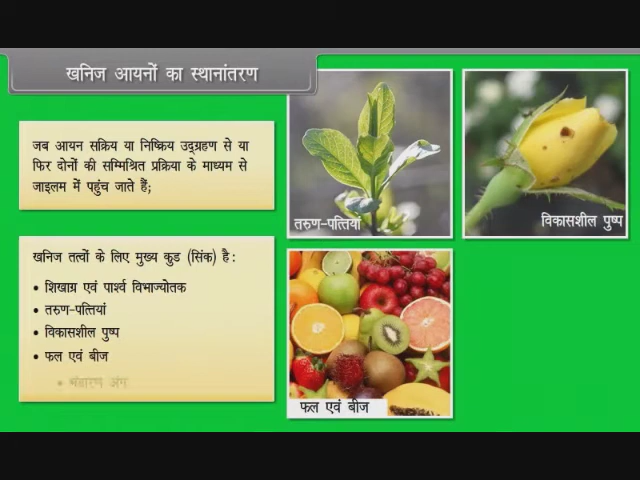 खनिज आयनों का स्थानांतरण
जब आयन सक्रिय या निष्क्रिय उद्ग्रहण से या
फिर दोनों की सम्मिश्रित प्रक्रिया के माध्यम से
जाइलम में पहुंच जाते हैं;
खनिज तत्वों के लिए मुख्य कुड (सिंक) है :
• शिखाग्र एवं पार्श्व विभाज्योतक
• तरुण-पत्तियां
• विकासशील पुष्प
• फल एवं बीज
• भंडारण अंग
तरुण-पत्तियां
विकासशील पुष्प
फल एवं बीज